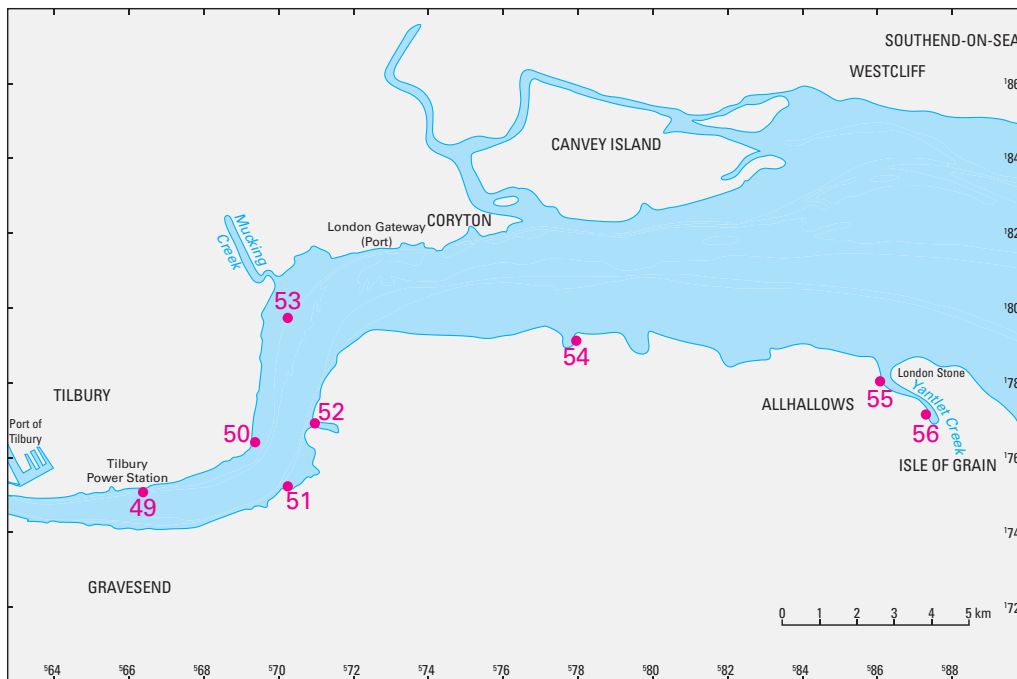 SOUTHEND-ON-SEA
WESTCLIFF
¹86
CANVEY ISLAND
¹84
Mucking
Creek
CORYTON
London Gateway
(Port)
¹82
53
¹80
54
London Stone
¹78
TILBURY
55
Yantlet Creek
ALLHALLOWS
52
56
Port of
Tilbury
50
¹76
ISLE OF GRAIN
Tilbury
Power Station
49
51
¹74
GRAVESEND
¹72
0 1 2 3 4 5 km
⁵64 ⁵66 ⁵68 ⁵70 ⁵72 ⁵74 ⁵76 ⁵78 ⁵80 ⁵82 ⁵84 ⁵86 ⁵88